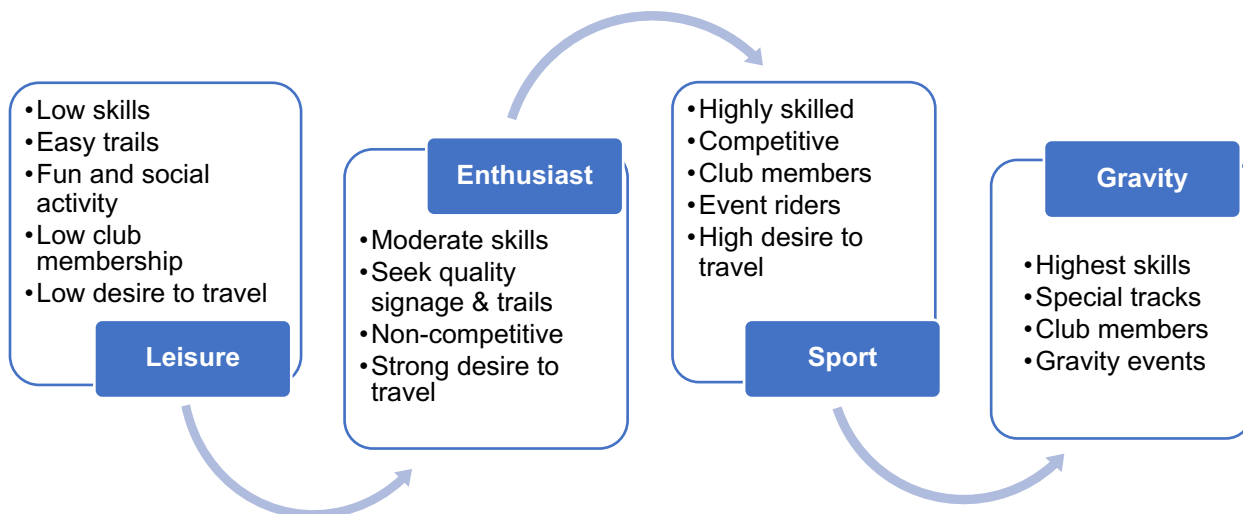 •Low skills
•Easy trails
•Fun and social
activity
•Low club
membership
•Low desire to travel
Leisure
Enthusiast
•Moderate skills
•Seek quality
signage & trails
•Non-competitive
•Strong desire to
travel
•Highly skilled
•Competitive
•Club members
•Event riders
•High desire to
travel
Sport
Gravity
•Highest skills
•Special tracks
•Club members
•Gravity events